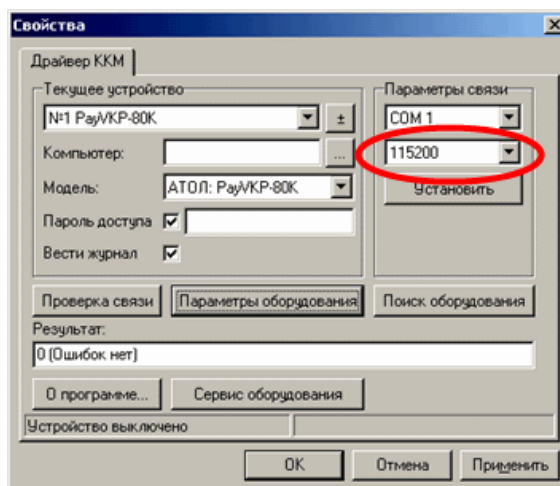 Свойства
Драйвер ККМ
Текущее устройство
№1 PayVKP-80K
±
Компьютер:
...
Модель:
АТОЛ: PayVKP-80K
Пароль доступа
Вести журнал
Параметры связи
COM 1
115200
Установить
Проверка связи
Параметры оборудования
Поиск оборудования
Результат:
0 (Ошибок нет)
О программе...
Сервис оборудования
Устройство выключено
OK
Отмена
Применить